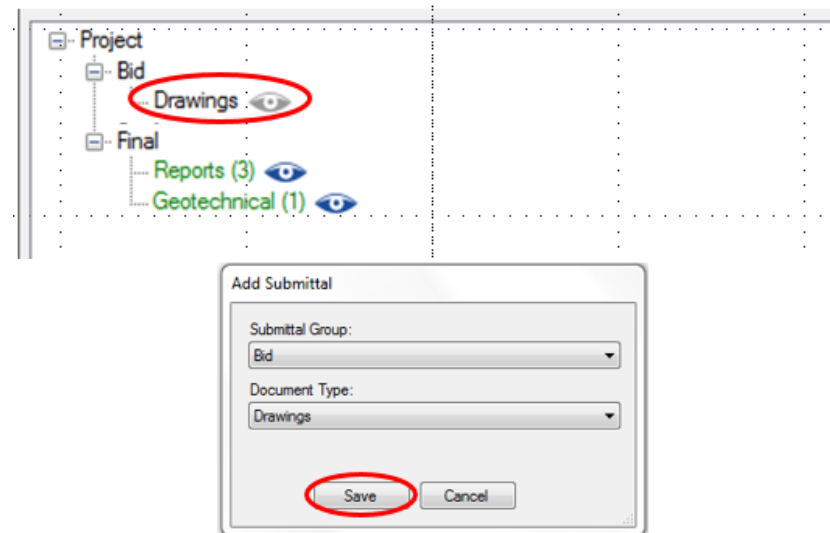 Project
Bid
Drawings
Final
Reports (3)
Geotechnical (1)
Add Submittal
Submittal Group:
Bid
Document Type:
Drawings
Save Cancel